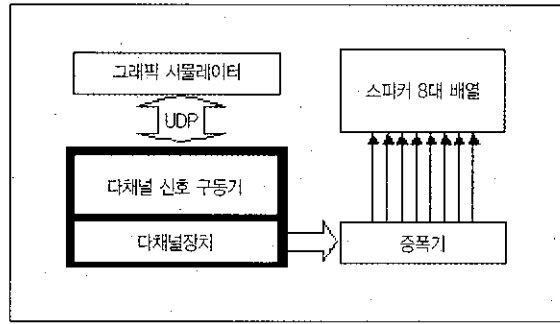 그래픽 시뮬레이터
UDP
다채널 신호 구동기
다채널장치
스피커 8대 배열
증폭기